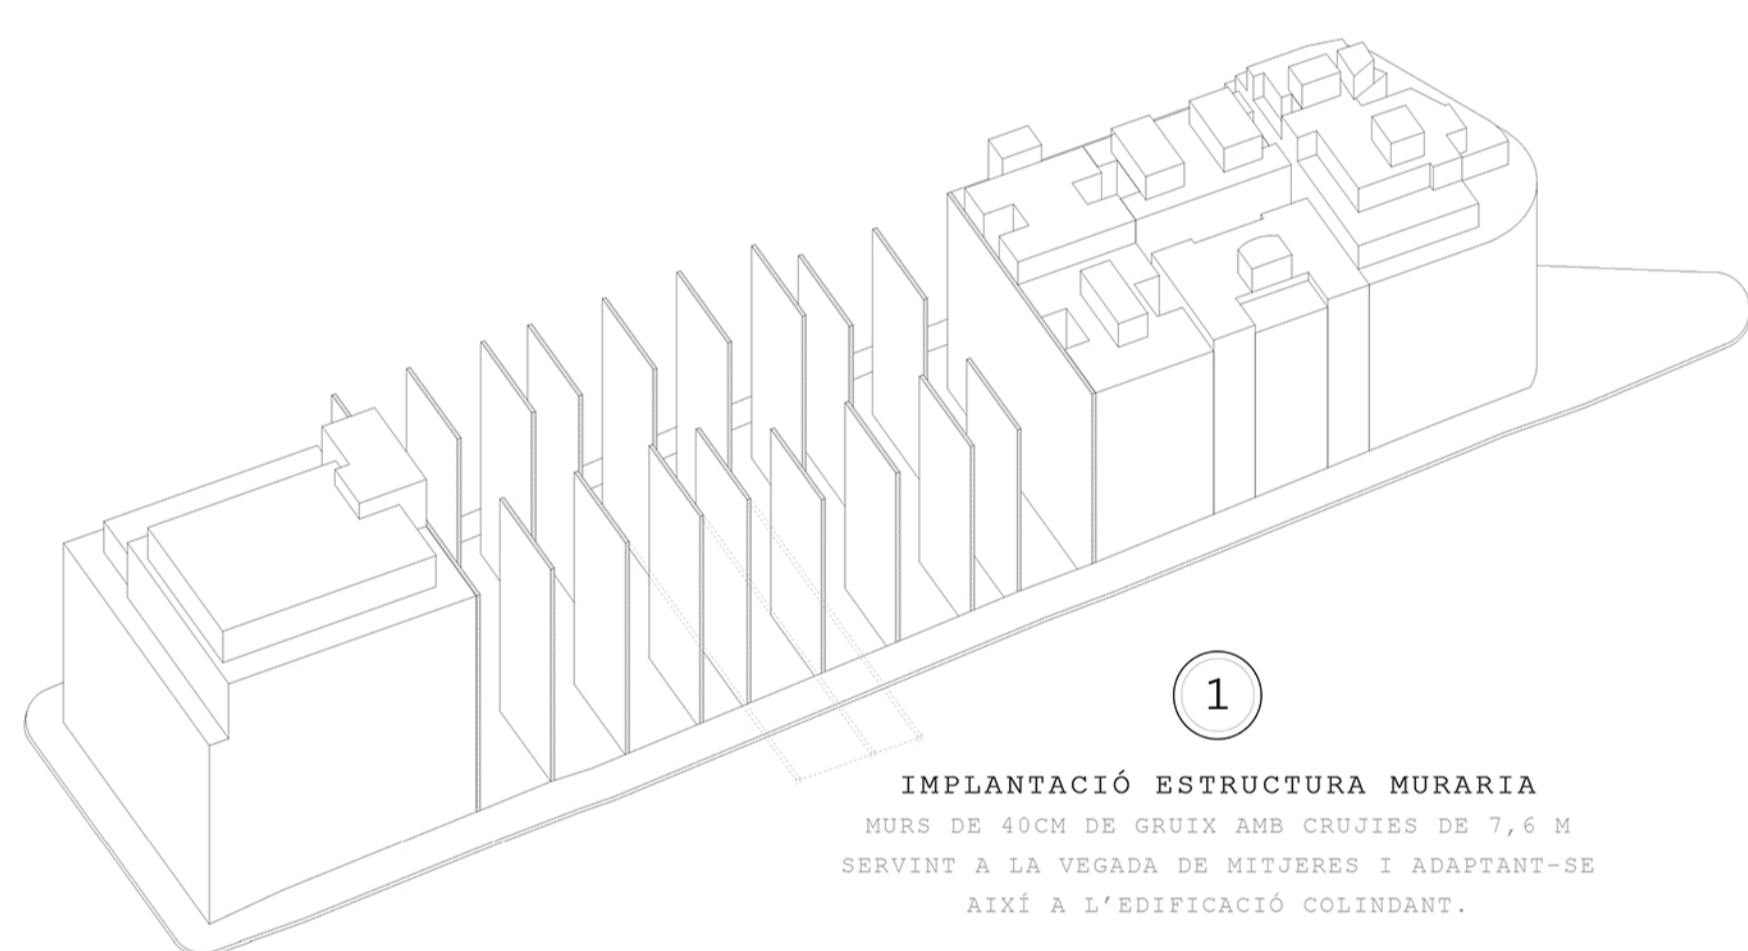 1
IMPLANTACIÓ ESTRUCTURA MURARIA
MURS DE 40CM DE GRUIX AMB CRUJIES DE 7,6 M
SERVINT A LA VEGADA DE MITJERES I ADAPTANT-SE
AIXÍ A L'EDIFICACIÓ COLINDANT.